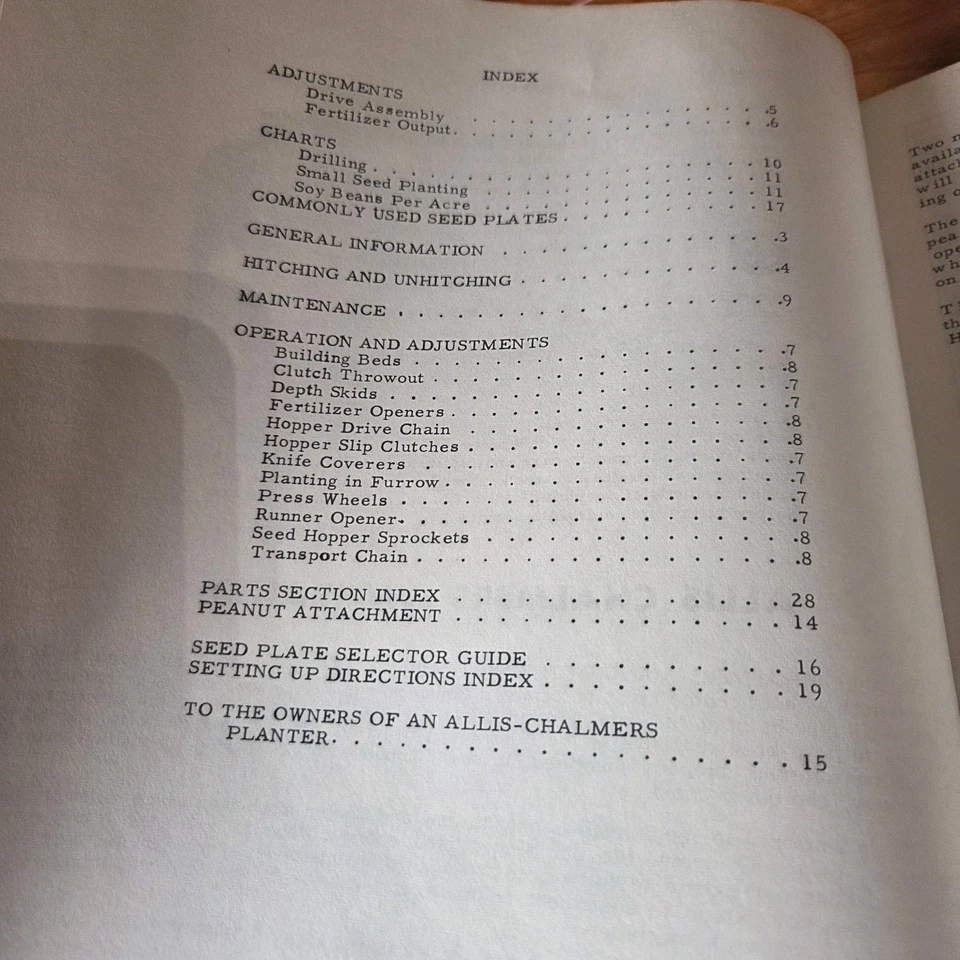 INDEX
ADJUSTMENTS
Drive Assembly . . . . . . . . . . . . . . . .5
Fertilizer Output. . . . . . . . . . . . . . . .6
CHARTS
Drilling. . . . . . . . . . . . . . . . . . . 10
Small Seed Planting . . . . . . . . . . . . . 11
Soy Beans Per Acre . . . . . . . . . . . . . 11
COMMONLY USED SEED PLATES. . . . . . . . . . 17
GENERAL INFORMATION . . . . . . . . . . . . .3
HITCHING AND UNHITCHING . . . . . . . . . . . .4
MAINTENANCE . . . . . . . . . . . . . . . . .9
OPERATION AND ADJUSTMENTS
Building Beds . . . . . . . . . . . . . . . .7
Clutch Throwout . . . . . . . . . . . . . . .8
Depth Skids . . . . . . . . . . . . . . . . .7
Fertilizer Openers . . . . . . . . . . . . . .7
Hopper Drive Chain . . . . . . . . . . . . . .8
Hopper Slip Clutches . . . . . . . . . . . . .8
Knife Coverers . . . . . . . . . . . . . . .7
Planting in Furrow . . . . . . . . . . . . . .7
Press Wheels . . . . . . . . . . . . . . . .7
Runner Opener. . . . . . . . . . . . . . . .7
Seed Hopper Sprockets . . . . . . . . . . . .8
Transport Chain . . . . . . . . . . . . . . .8
PARTS SECTION INDEX . . . . . . . . . . . . 28
PEANUT ATTACHMENT . . . . . . . . . . . . 14
SEED PLATE SELECTOR GUIDE . . . . . . . . . 16
SETTING UP DIRECTIONS INDEX . . . . . . . . . 19
TO THE OWNERS OF AN ALLIS-CHALMERS
PLANTER. . . . . . . . . . . . . . . . . 15
Two
will
The
on